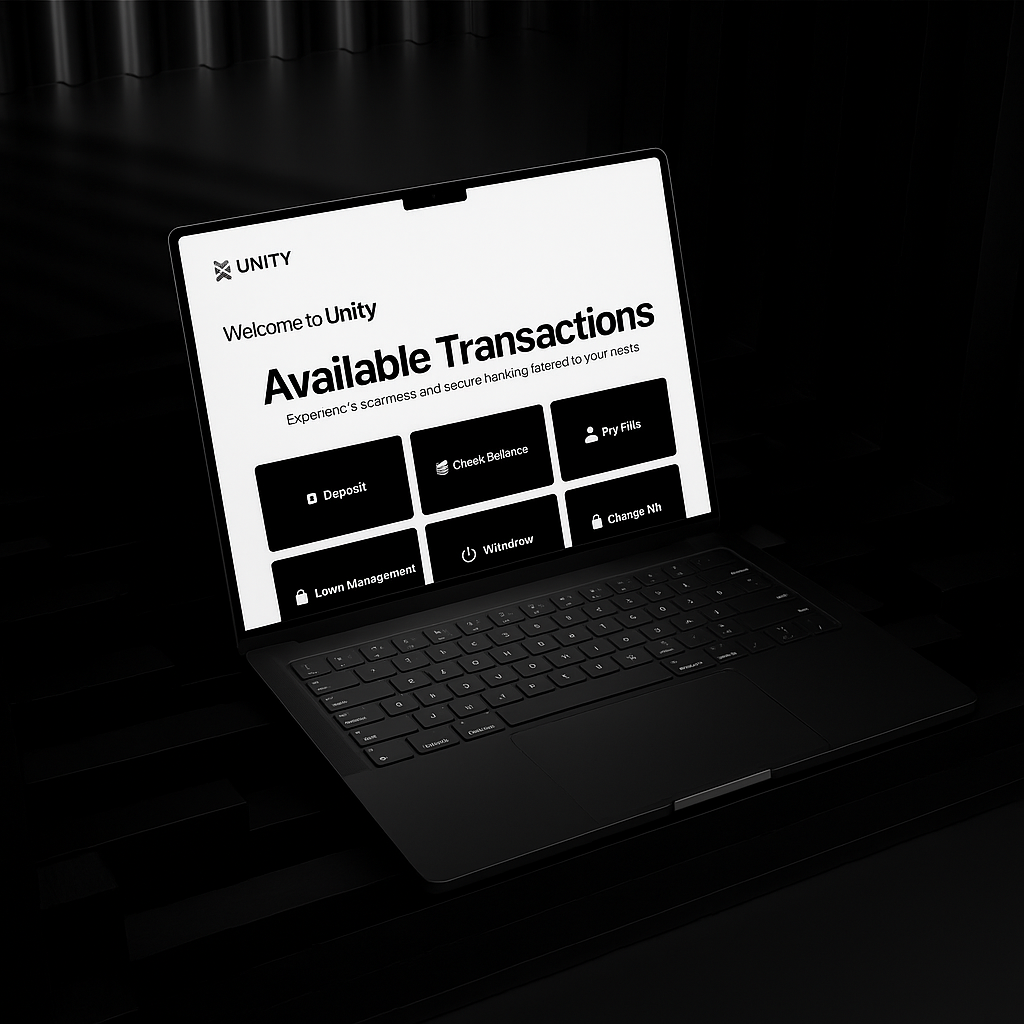 UNITY
Welcome to Unity
Available Transactions
Experienc's scarmess and secure hanking fatered to your nests
Deposit
Cheek Bellance
Pry Fills
Lown Management
Witndrow
Change Nh